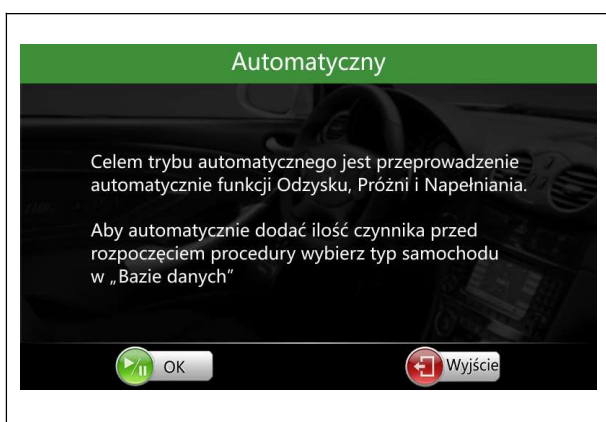 Automatyczny
Celem trybu automatycznego jest przeprowadzenie
automatycznie funkcji Odzysku, Próżni i Napełniania.
Aby automatycznie dodać ilość czynnika przed
rozpoczęciem procedury wybierz typ samochodu
w „Bazie danych”
OK
Wyjście